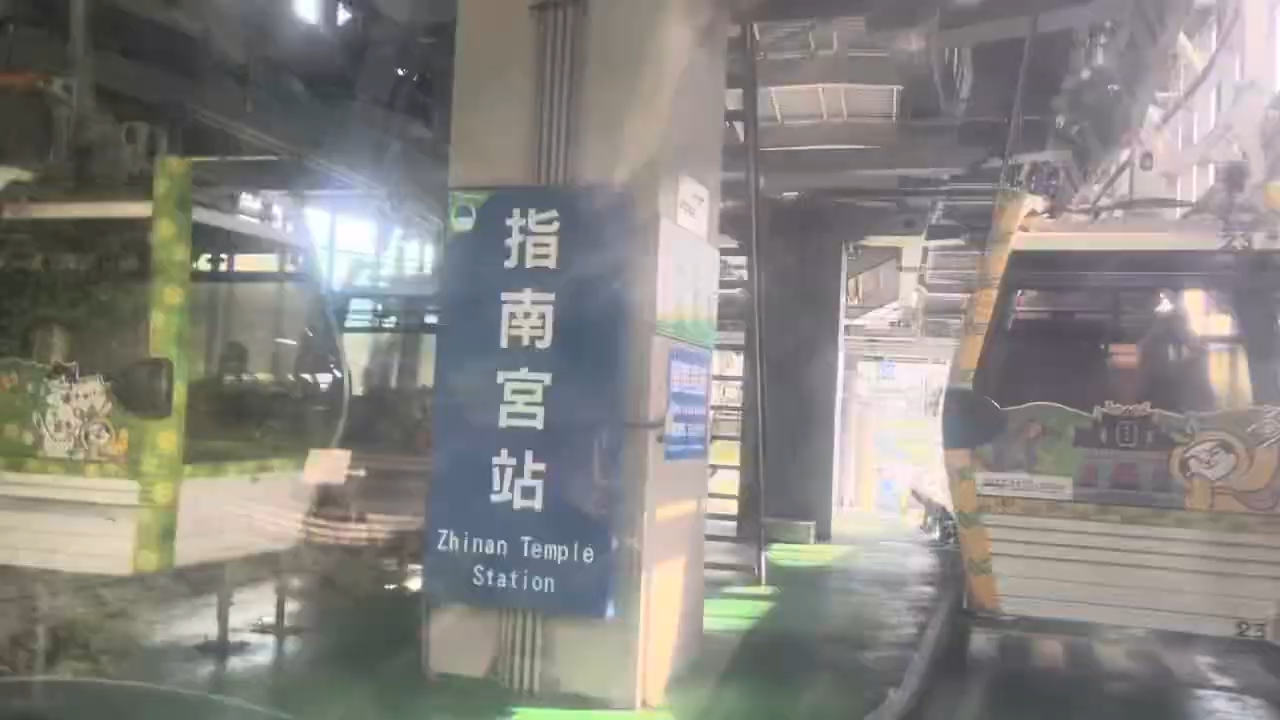 指南宮站
Zhinan Temple
Station
23